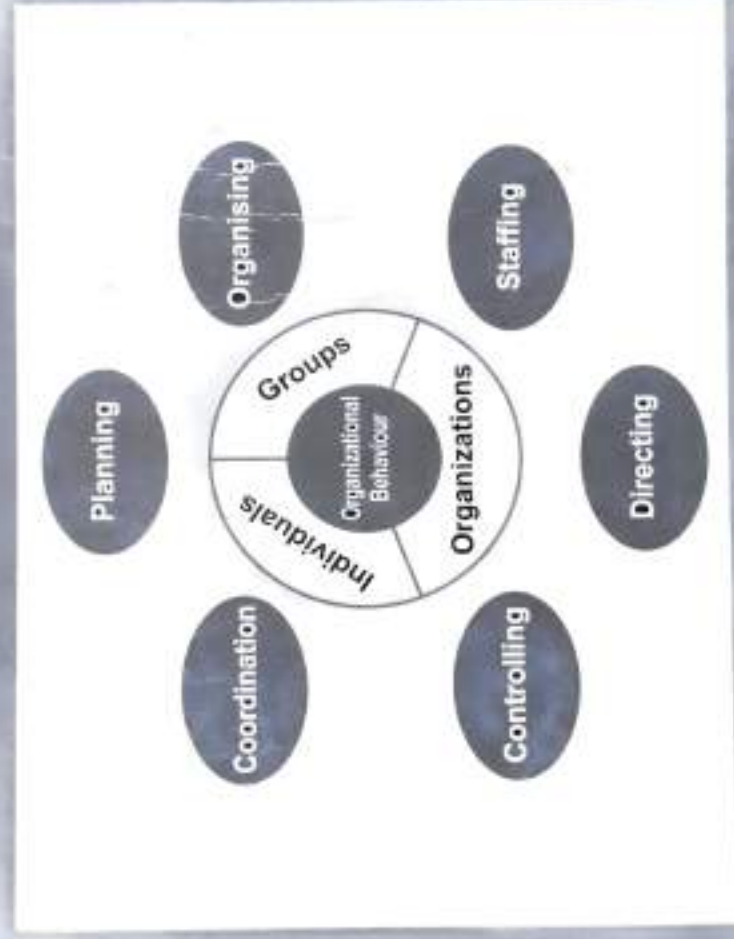 Planning
Coordination
Organising
Individuals
Groups
Organizational
Behaviour
Organizations
Controlling
Staffing
Directing